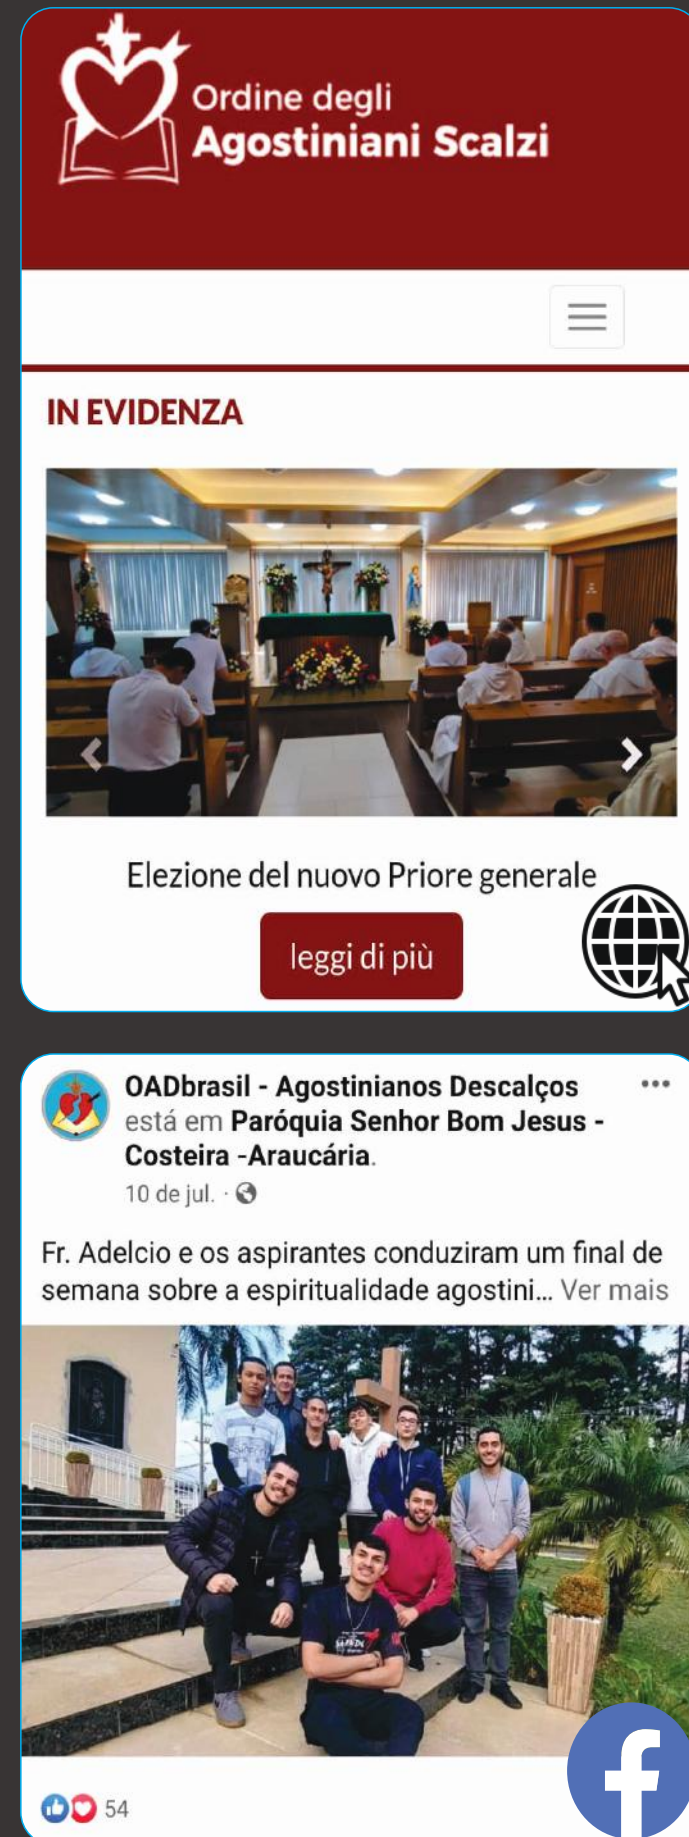 Ordine degli
Agostiniani Scalzi
IN EVIDENZA
Elezione del nuovo Priore generale
leggi di più
OADbrasil - Agostinianos Descalços
está em Paróquia Senhor Bom Jesus -
Costeira -Araucária.
10 de jul. ·
Fr. Adelcio e os aspirantes conduziram um final de
semana sobre a espiritualidade agostini... Ver mais
54